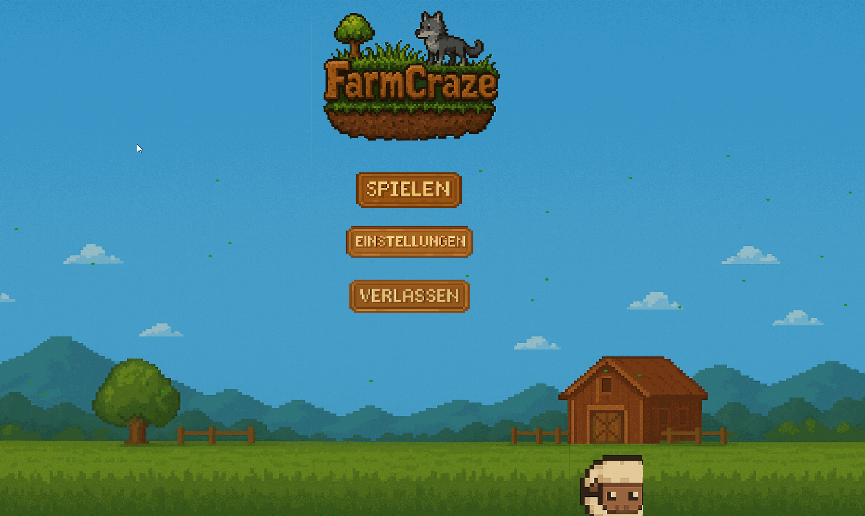 FarmCraze
SPIELEN
EINSTELLUNGEN
VERLASSEN